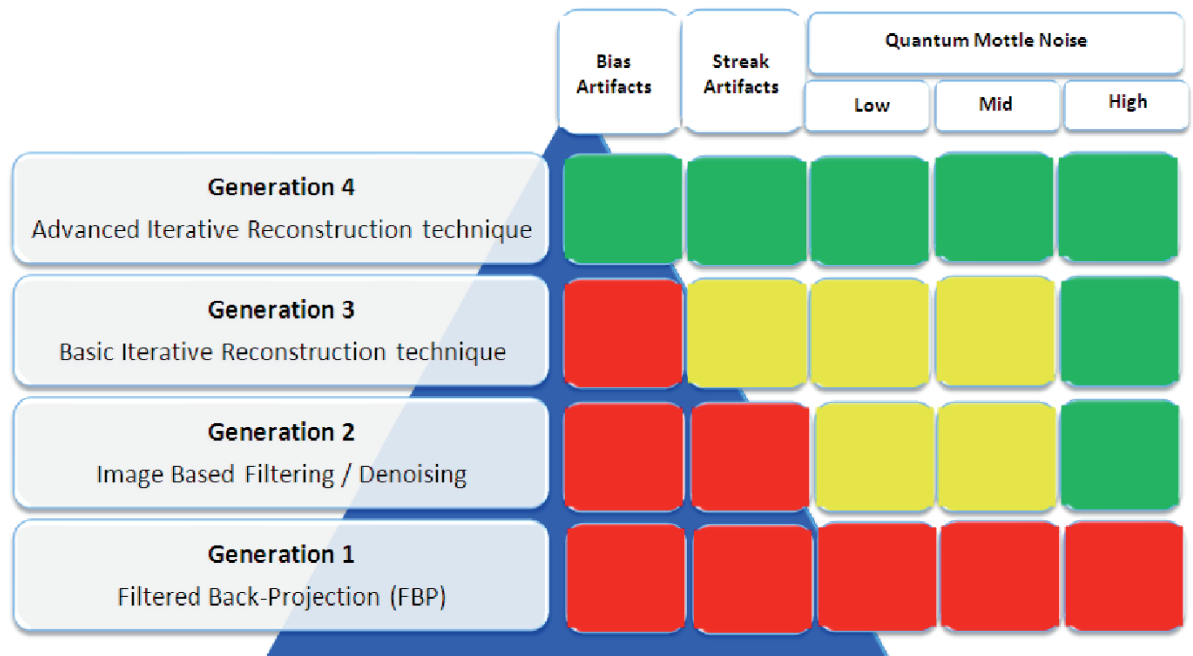 Bias
Artifacts
Streak
Artifacts
Quantum Mottle Noise
Low
Mid
High
Generation 4
Advanced Iterative Reconstruction technique
Generation 3
Basic Iterative Reconstruction technique
Generation 2
Image Based Filtering / Denoising
Generation 1
Filtered Back-Projection (FBP)